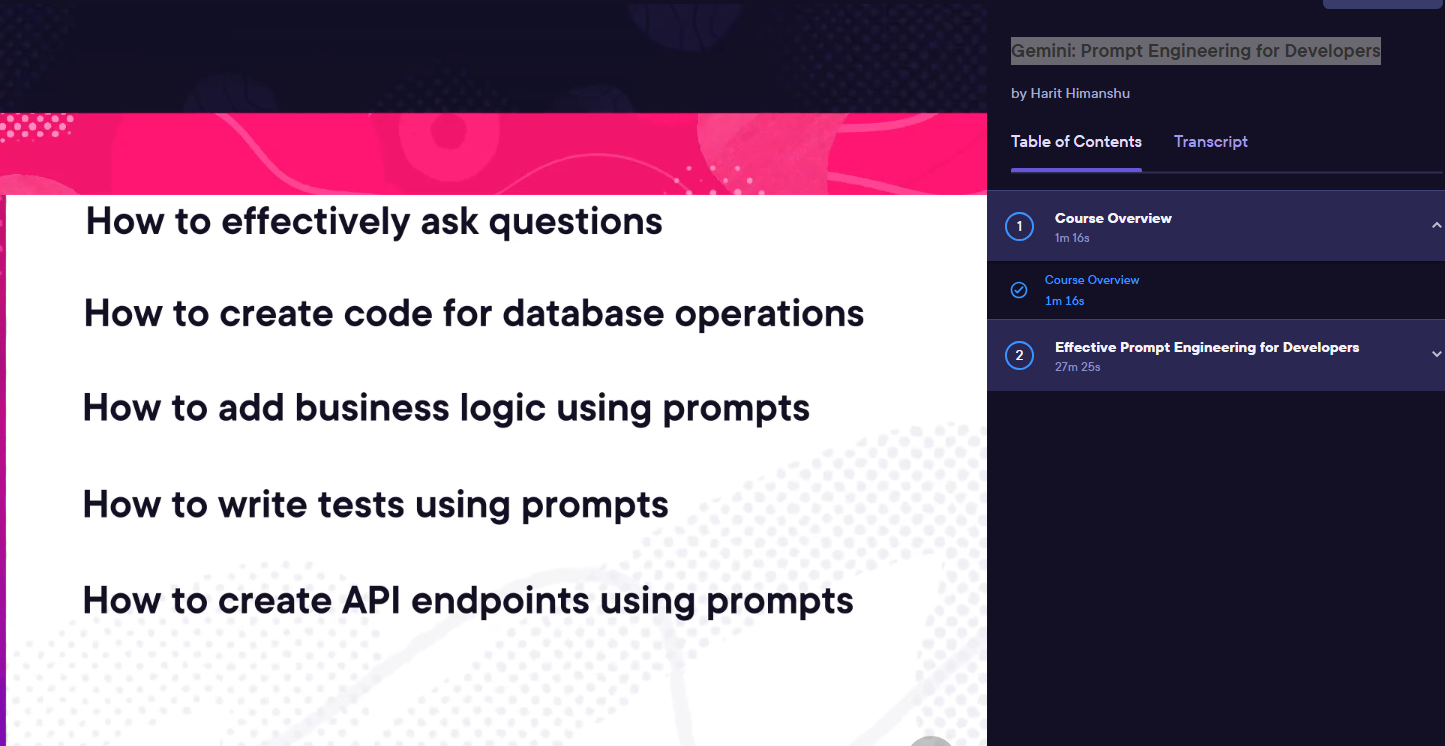 How to effectively ask questions
How to create code for database operations
How to add business logic using prompts
How to write tests using prompts
How to create API endpoints using prompts
Gemini: Prompt Engineering for Developers
by Harit Himanshu
Table of Contents
Transcript
1
Course Overview
1m 16s
Course Overview
1m 16s
2
Effective Prompt Engineering for Developers
27m 25s